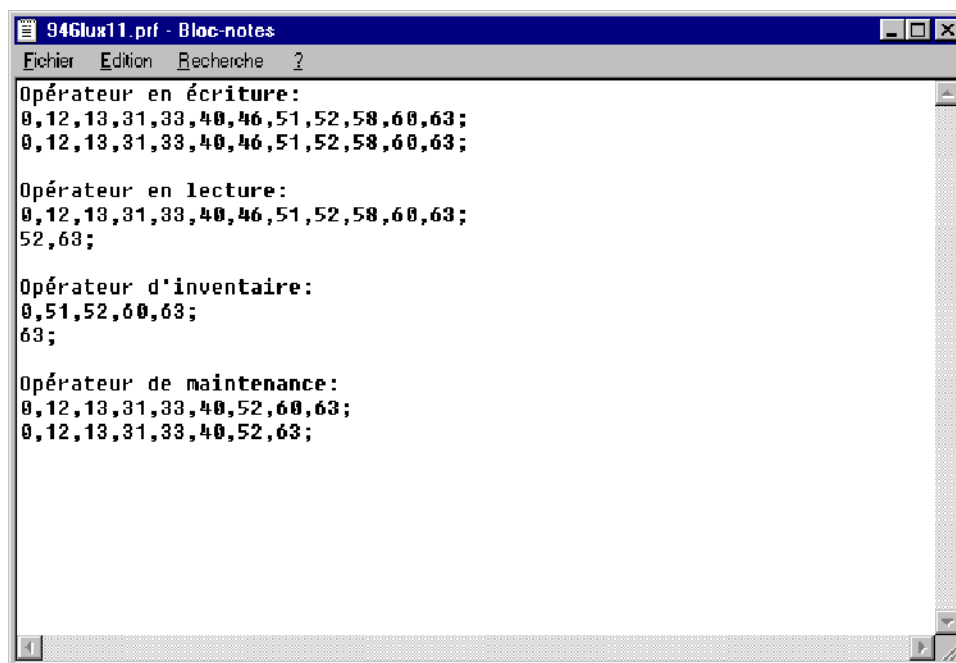 946lux11.prf - Bloc-notes
Fichier Edition Recherche ?
Opérateur en écriture:
0,12,13,31,33,40,46,51,52,58,60,63;
0,12,13,31,33,40,46,51,52,58,60,63;
Opérateur en lecture:
0,12,13,31,33,40,46,51,52,58,60,63;
52,63;
Opérateur d'inventaire:
0,51,52,60,63;
63;
Opérateur de maintenance:
0,12,13,31,33,40,52,60,63;
0,12,13,31,33,40,52,63;